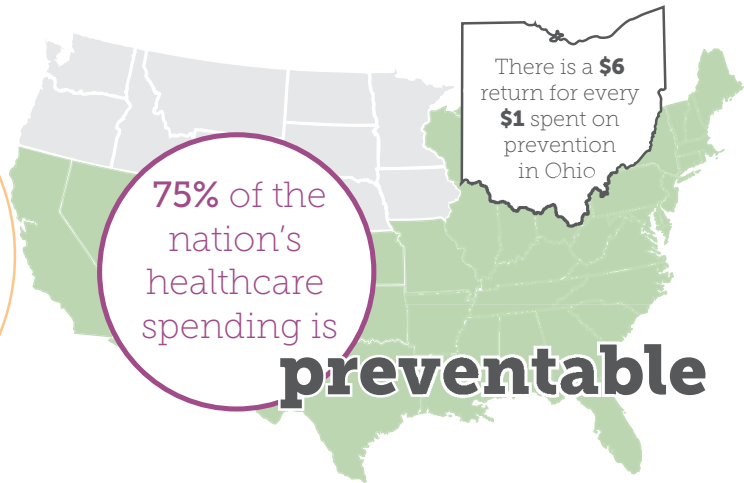 There is a $6
return for every
$1 spent on
prevention
in Ohio
75% of the
nation's
healthcare
spending is
preventable